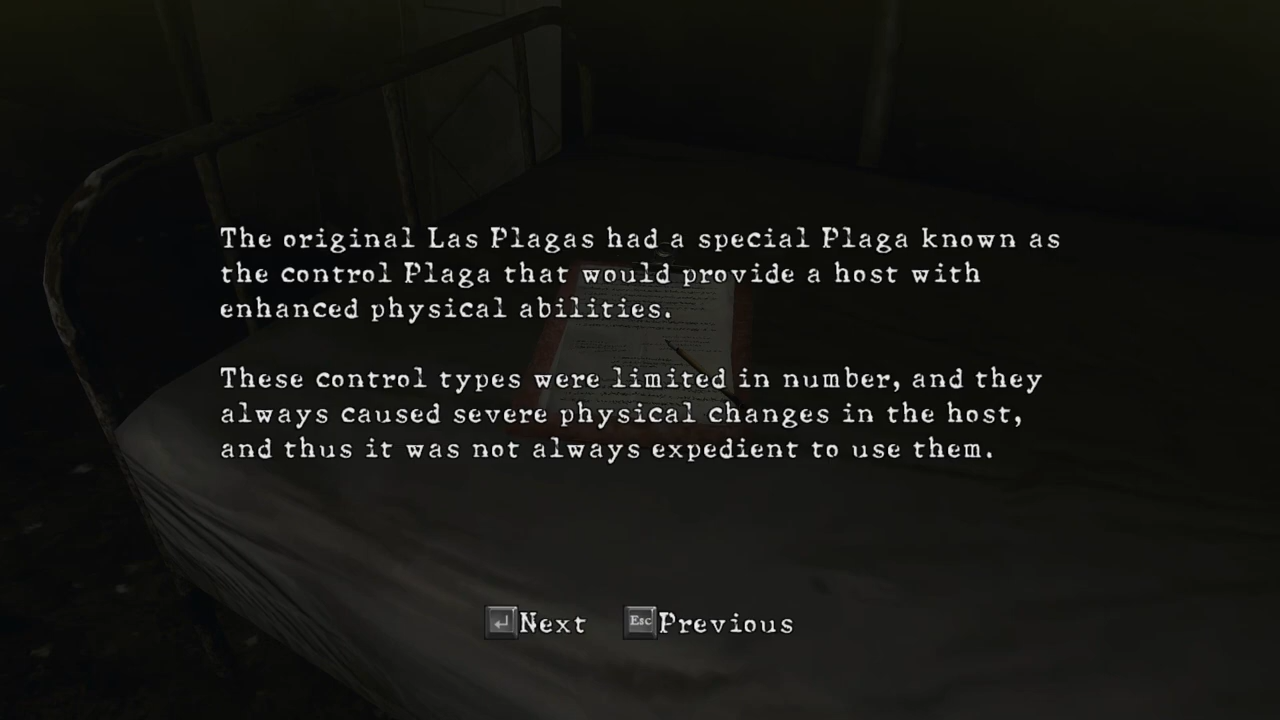 The original Las Plagas had a special Plaga known as
the control Plaga that would provide a host with
enhanced physical abilities.
These control types were limited in number, and they
always caused severe physical changes in the host,
and thus it was not always expedient to use them.
↵ Next Esc Previous